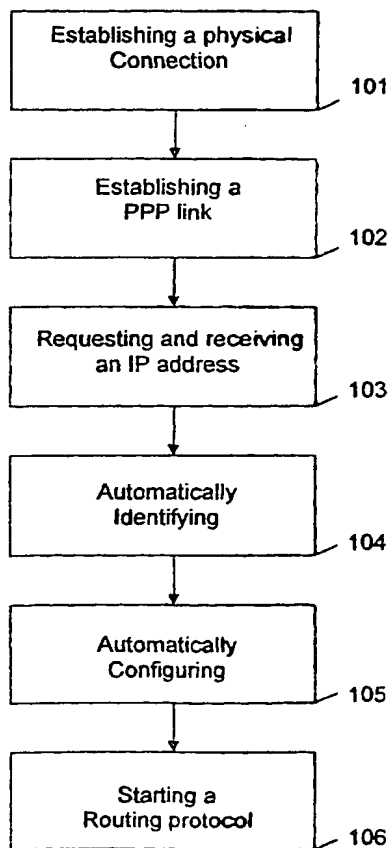 Establishing a physical
Connection
101
Establishing a
PPP link
102
Requesting and receiving
an IP address
103
Automatically
Identifying
104
Automatically
Configuring
105
Starting a
Routing protocol
106